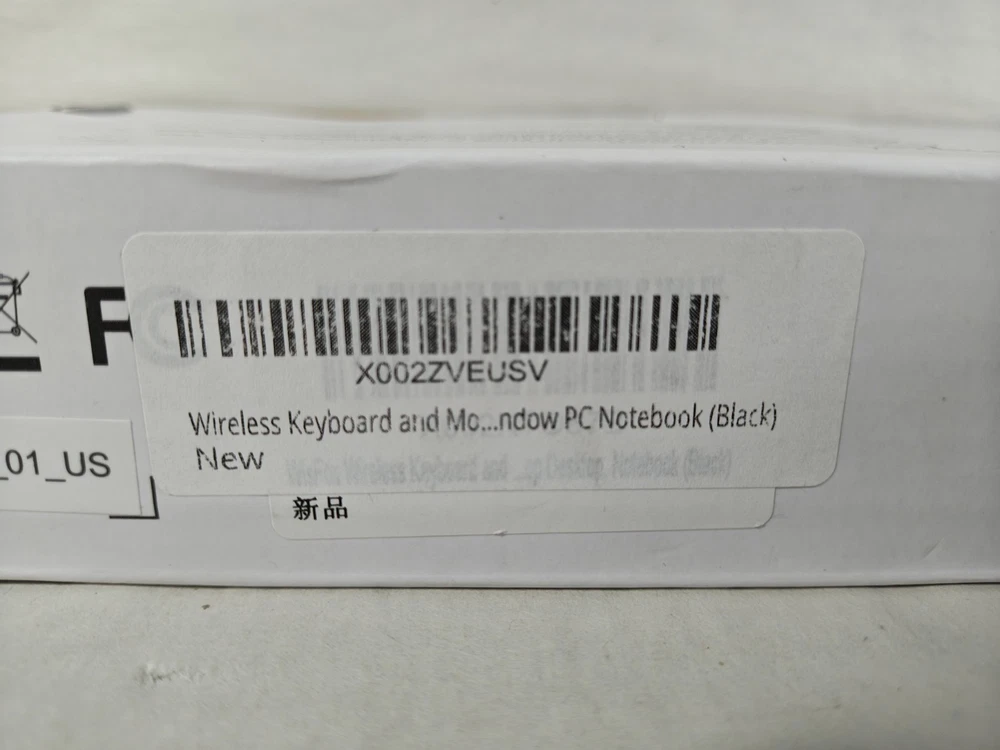 X002ZVEUSV
Wireless Keyboard and Mo...ndow PC Notebook (Black)
New
_01_US
新品